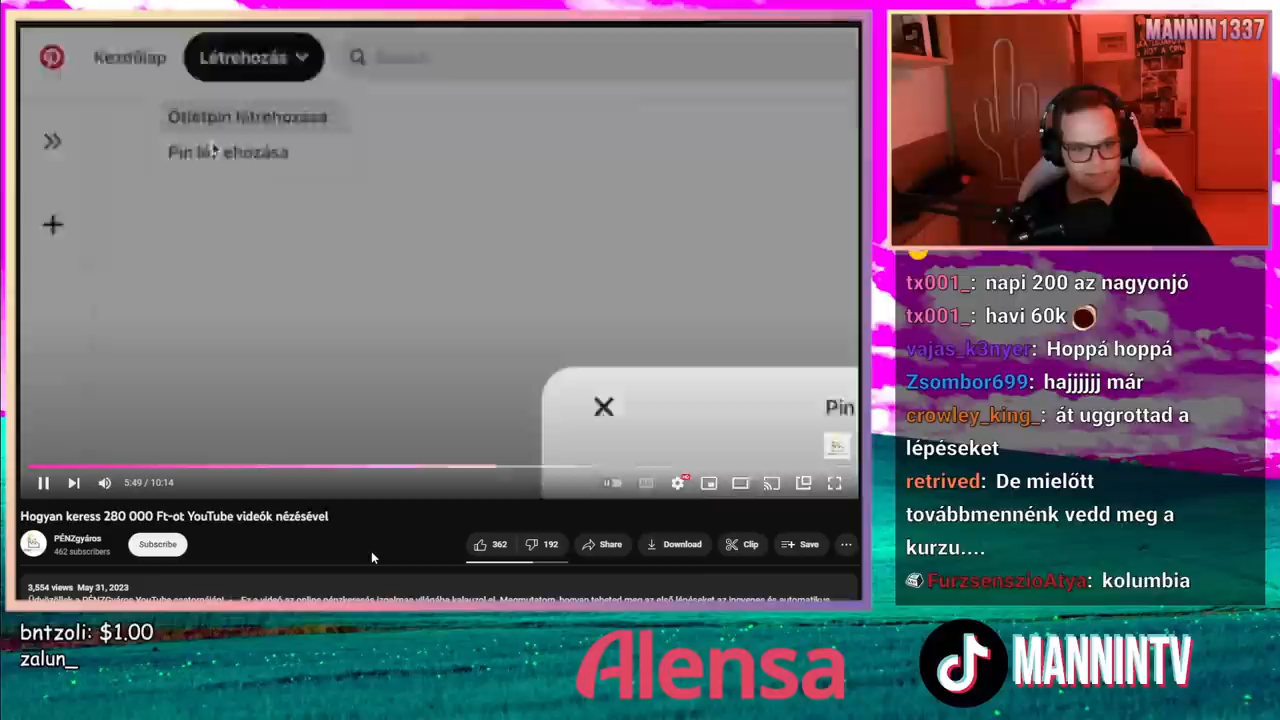 Kezdőlap
Létrehozás
Search
Ötletpin létrehozása
Pin létrehozása
Pin
5:49 / 10:14
Hogyan keress 280 000 Ft-ot YouTube videók nézésével
PÉNZgyáros
462 subscribers
Subscribe
362
192
Share
Download
Clip
Save
3,554 views May 31, 2023
MANNIN1337
tx001_: napi 200 az nagyonjó
tx001_: havi 60k
vajas_k3nyer: Hoppá hoppá
Zsombor699: hajjjjjj már
crowley_king_: át uggrottad a
lépéseket
retrived: De mielőtt
továbbmennénk vedd meg a
kurzu....
FurzsenszioAtya: kolumbia
bntzoli: $1.00
zalun_
Alensa
MANNINTV